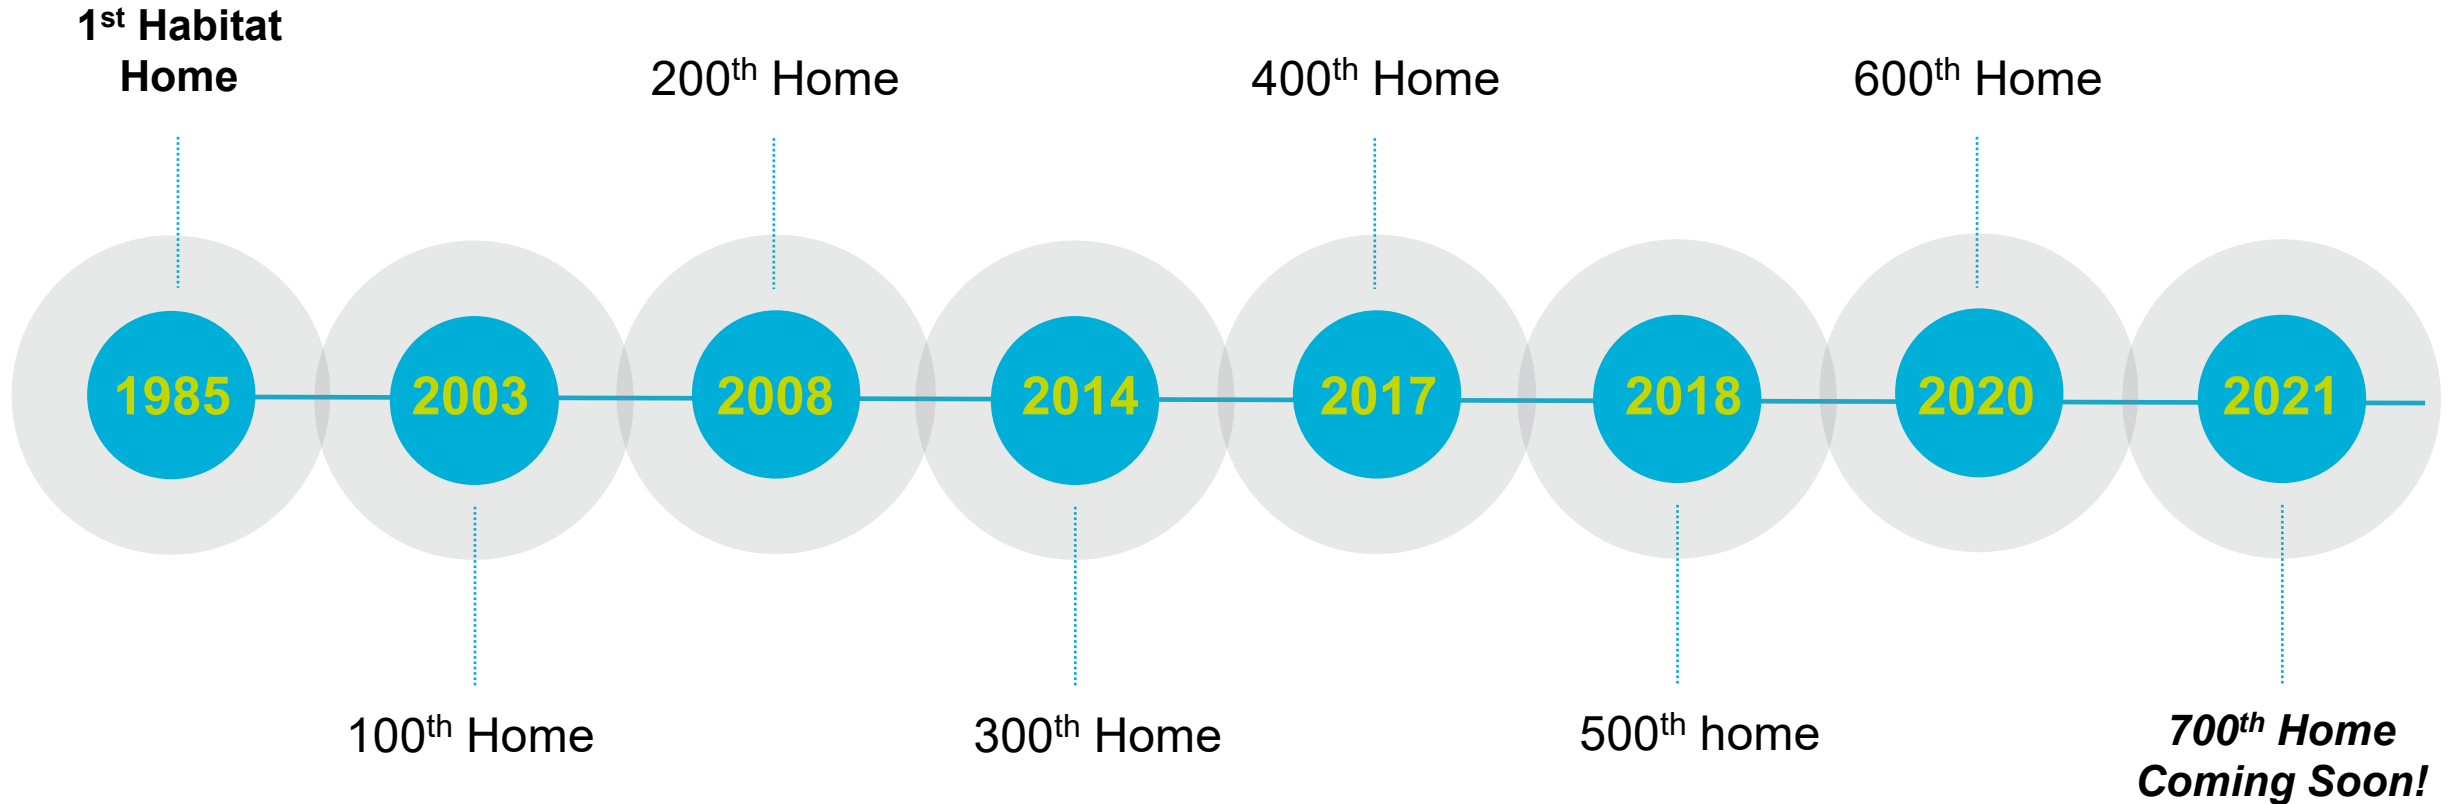 1st Habitat
Home
200th Home
400th Home
600th Home
1985
2003
2008
2014
2017
2018
2020
2021
100th Home
300th Home
500th home
700th Home
Coming Soon!